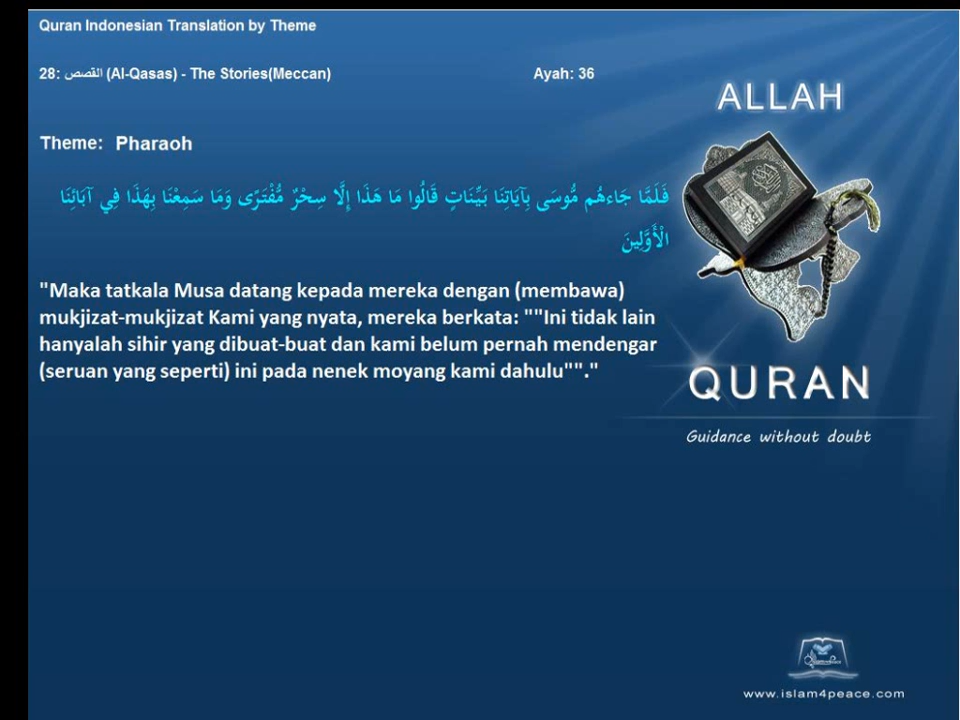 Quran Indonesian Translation by Theme
28: القصص (Al-Qasas) - The Stories(Meccan) Ayah: 36
Theme: Pharaoh
فَلَمَّا جَاءهُم مُّوسَى بِآيَاتِنَا بَيِّنَاتٍ قَالُوا مَا هَذَا إِلَّا سِحْرٌ مُّفْتَرًى وَمَا سَمِعْنَا بِهَذَا فِي آبَائِنَا
الْأَوَّلِينَ
"Maka tatkala Musa datang kepada mereka dengan (membawa)
mukjizat-mukjizat Kami yang nyata, mereka berkata: ""Ini tidak lain
hanyalah sihir yang dibuat-buat dan kami belum pernah mendengar
(seruan yang seperti) ini pada nenek moyang kami dahulu""."
ALLAH
QURAN
Guidance without doubt
www.islam4peace.com